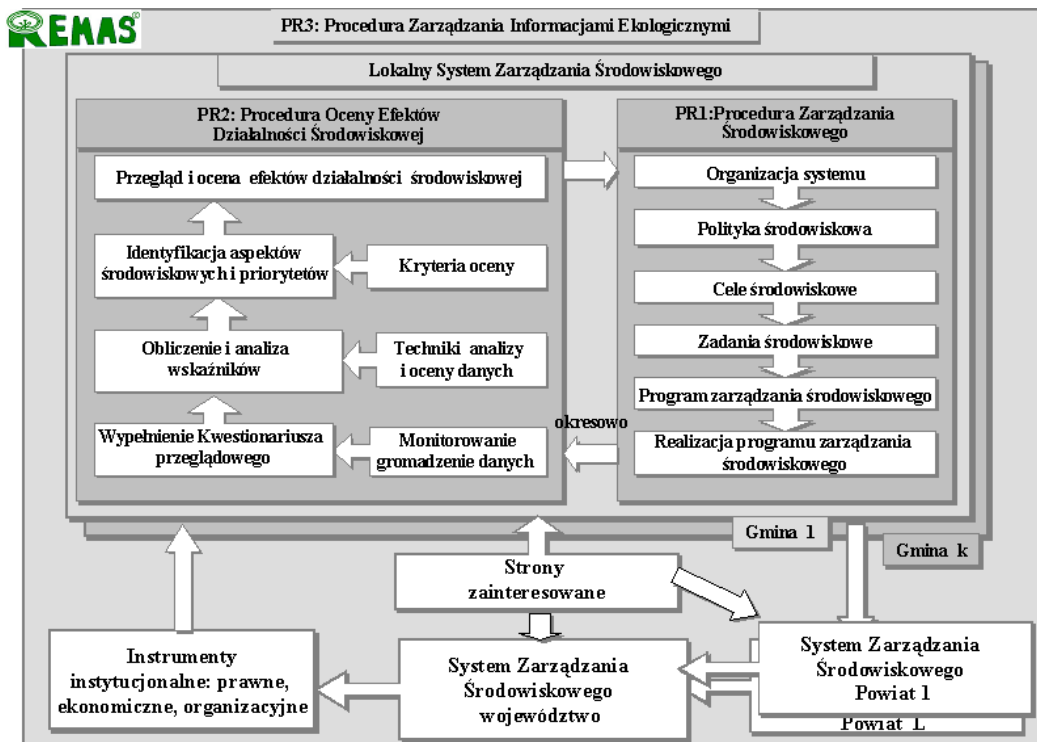 REMAS®
PR3: Procedura Zarządzania Informacjami Ekologicznymi
Lokalny System Zarządzania Środowiskowego
PR2: Procedura Oceny Efektów
Działalności Środowiskowej
Przegląd i ocena efektów działalności środowiskowej
Identyfikacja aspektów
środowiskowych i priorytetów
Kryteria oceny
Obliczenie i analiza
wskaźników
Techniki analizy
i oceny danych
Wypełnienie Kwestionariusza
przeglądowego
Monitorowanie
gromadzenie danych
okresowo
PR1:Procedura Zarządzania
Środowiskowego
Organizacja systemu
Polityka środowiskowa
Cele środowiskowe
Zadania środowiskowe
Program zarządzania środowiskowego
Realizacja programu zarządzania
środowiskowego
Gmina 1
Gmina k
Strony
zainteresowane
Instrumenty
instytucjonalne: prawne,
ekonomiczne, organizacyjne
System Zarządzania
Środowiskowego
województwo
System Zarządzania
Środowiskowego
Powiat 1
Powiat L